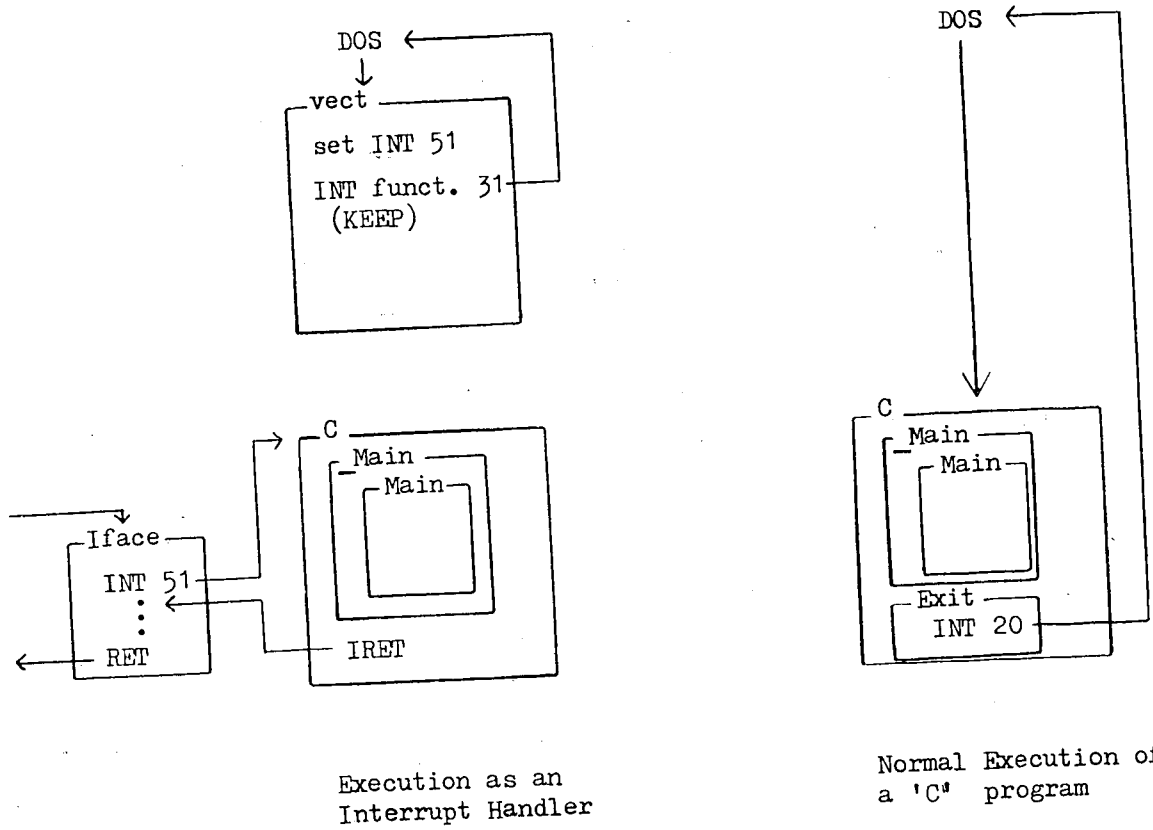 DOS
vect
set INT 51
INT funct. 31
(KEEP)
C
_Main
Main
Iface
INT 51
RET
IRET
Execution as an
Interrupt Handler
DOS
C
_Main
Main
Exit
INT 20
Normal Execution of
a 'C' program